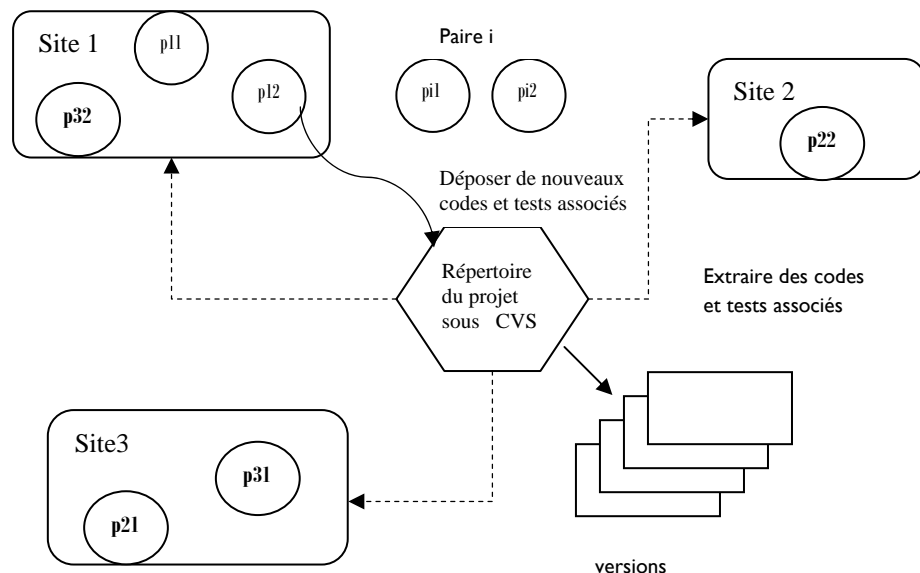 Site 1
p11
p12
p32
Paire i
pi1
pi2
Site 2
p22
Déposer de nouveaux
codes et tests associés
Répertoire
du projet
sous CVS
Extraire des codes
et tests associés
Site3
p31
p21
versions